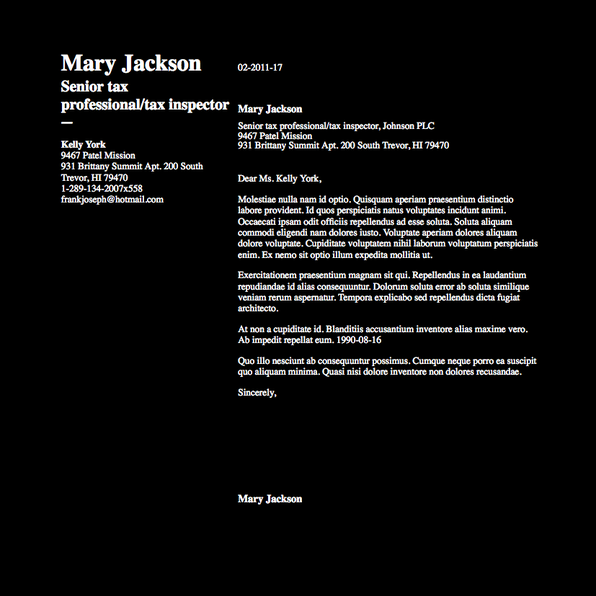 Mary Jackson
Senior tax
professional/tax inspector
—
Kelly York
9467 Patel Mission
931 Brittany Summit Apt. 200 South
Trevor, HI 79470
1-289-134-2007x558
frankjoseph@hotmail.com
02-2011-17
Mary Jackson
Senior tax professional/tax inspector, Johnson PLC
9467 Patel Mission
931 Brittany Summit Apt. 200 South Trevor, HI 79470
Dear Ms. Kelly York,
Molestiae nulla nam id optio. Quisquam aperiam praesentium distinctio
labore provident. Id quos perspiciatis natus voluptates incidunt animi.
Occaecati ipsam odit officiis repellendus ad esse soluta. Soluta aliquam
commodi eligendi nam dolores iusto. Voluptate aperiam dolores aliquam
dolore voluptate. Cupiditate voluptatem nihil laborum voluptatum perspiciatis
enim. Ex nemo sit optio illum expedita mollitia ut.
Exercitationem praesentium magnam sit qui. Repellendus in ea laudantium
repudiandae id alias consequuntur. Dolorum soluta error ab soluta similique
veniam rerum aspernatur. Tempora explicabo sed repellendus dicta fugiat
architecto.
At non a cupiditate id. Blanditiis accusantium inventore alias maxime vero.
Ab impedit repellat eum. 1990-08-16
Quo illo nesciunt ab consequuntur possimus. Cumque neque porro ea suscipit
quo aliquam minima. Quasi nisi dolore inventore non dolores recusandae.
Sincerely,
Mary Jackson